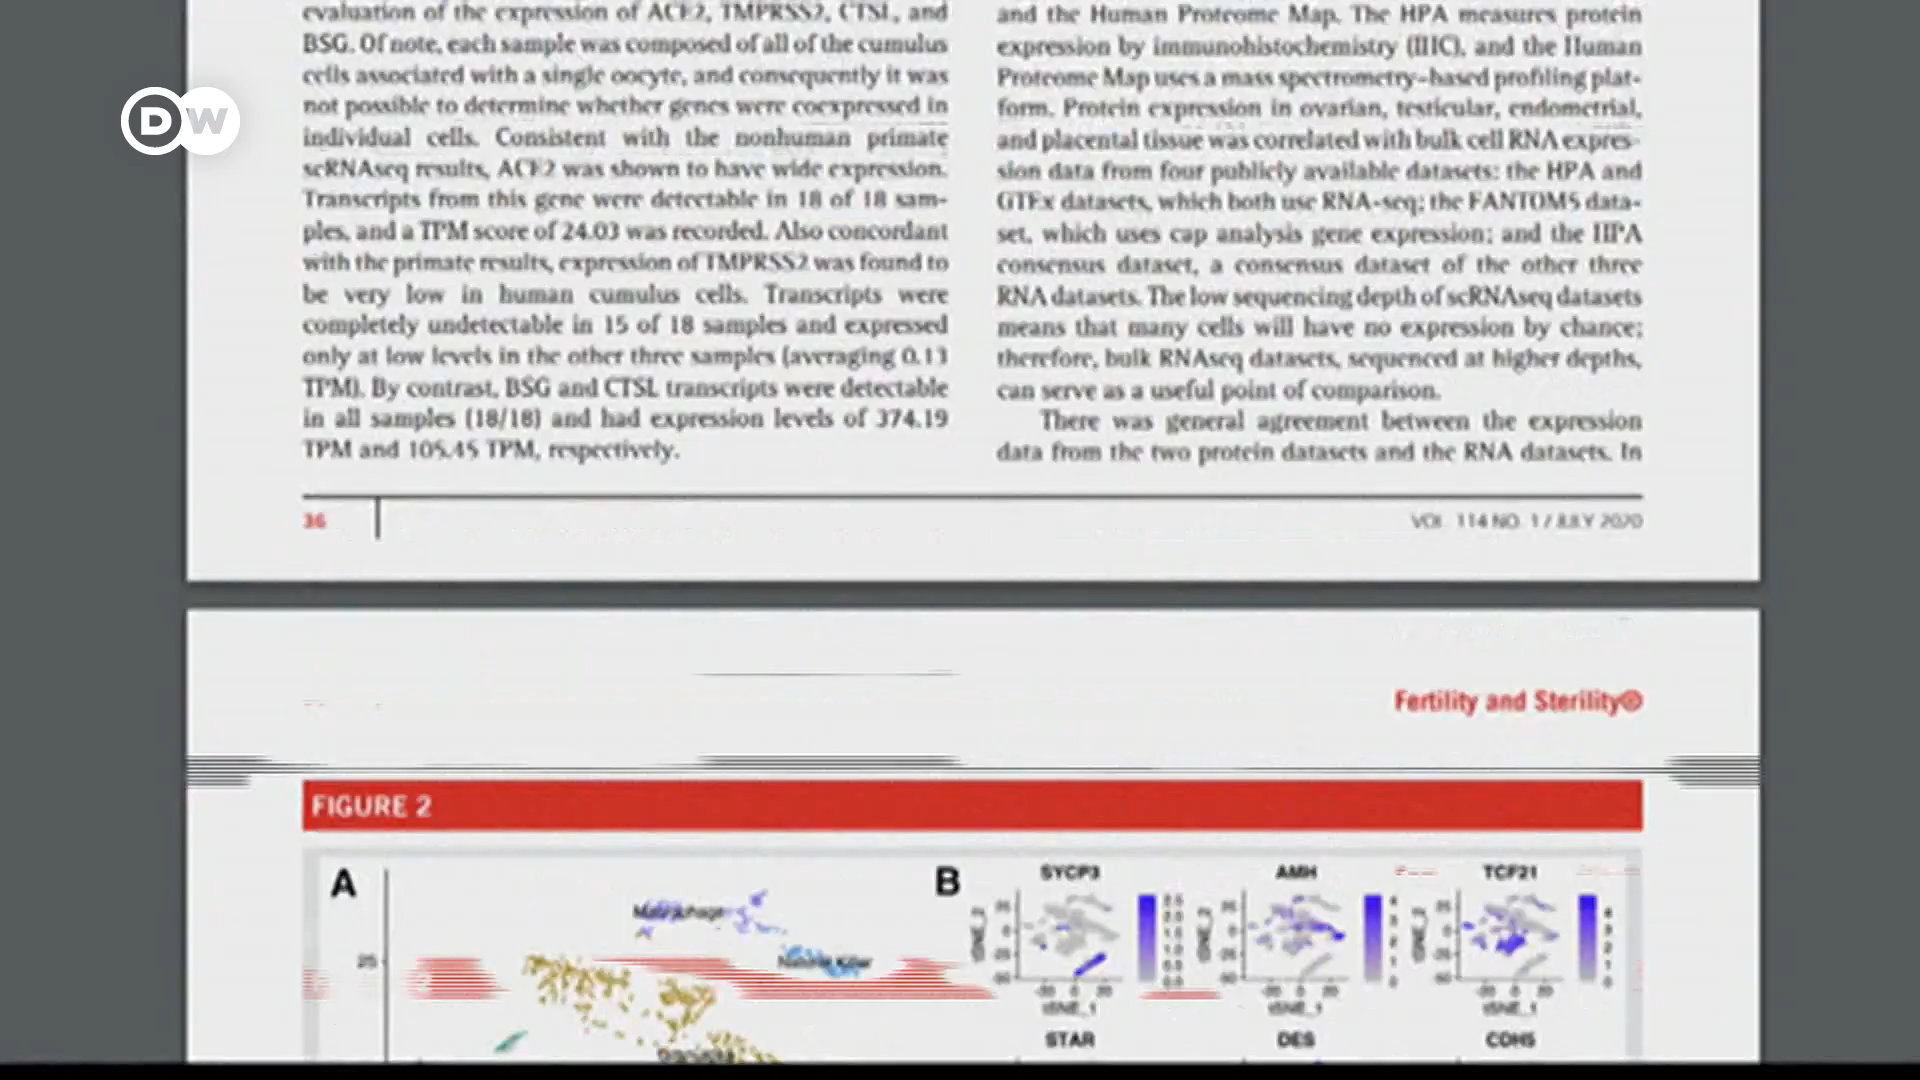 DW
evaluation of the expression of ACE2, TMPRSS2, CTSL, and
BSG. Of note, each sample was composed of all of the cumulus
cells associated with a single oocyte, and consequently it was
not possible to determine whether genes were coexpressed in
individual cells. Consistent with the nonhuman primate
scRNAseq results, ACE2 was shown to have wide expression.
Transcripts from this gene were detectable in 18 of 18 sam-
ples, and a TPM score of 24.03 was recorded. Also concordant
with the primate results, expression of TMPRSS2 was found to
be very low in human cumulus cells. Transcripts were
completely undetectable in 15 of 18 samples and expressed
only at low levels in the other three samples (averaging 0.13
TPM). By contrast, BSG and CTSL transcripts were detectable
in all samples (18/18) and had expression levels of 374.19
TPM and 105.45 TPM, respectively.
and the Human Proteome Map. The HPA measures protein
expression by immunohistochemistry (IHC), and the Human
Proteome Map uses a mass spectrometry–based profiling plat-
form. Protein expression in ovarian, testicular, endometrial,
and placental tissue was correlated with bulk cell RNA expres-
sion data from four publicly available datasets: the HPA and
GTEx datasets, which both use RNA-seq; the FANTOM5 data-
set, which uses cap analysis gene expression; and the HPA
consensus dataset, a consensus dataset of the other three
RNA datasets. The low sequencing depth of scRNAseq datasets
means that many cells will have no expression by chance;
therefore, bulk RNAseq datasets, sequenced at higher depths,
can serve as a useful point of comparison.
There was general agreement between the expression
data from the two protein datasets and the RNA datasets. In
36
VOL. 114 NO. 1 / JULY 2020
Fertility and Sterility®
FIGURE 2
A
B
SYCP3
AMH
TCF21
Macrophage
Natural Killer
25
tSNE_1
tSNE_1
tSNE_1
STAR
DES
CDH5